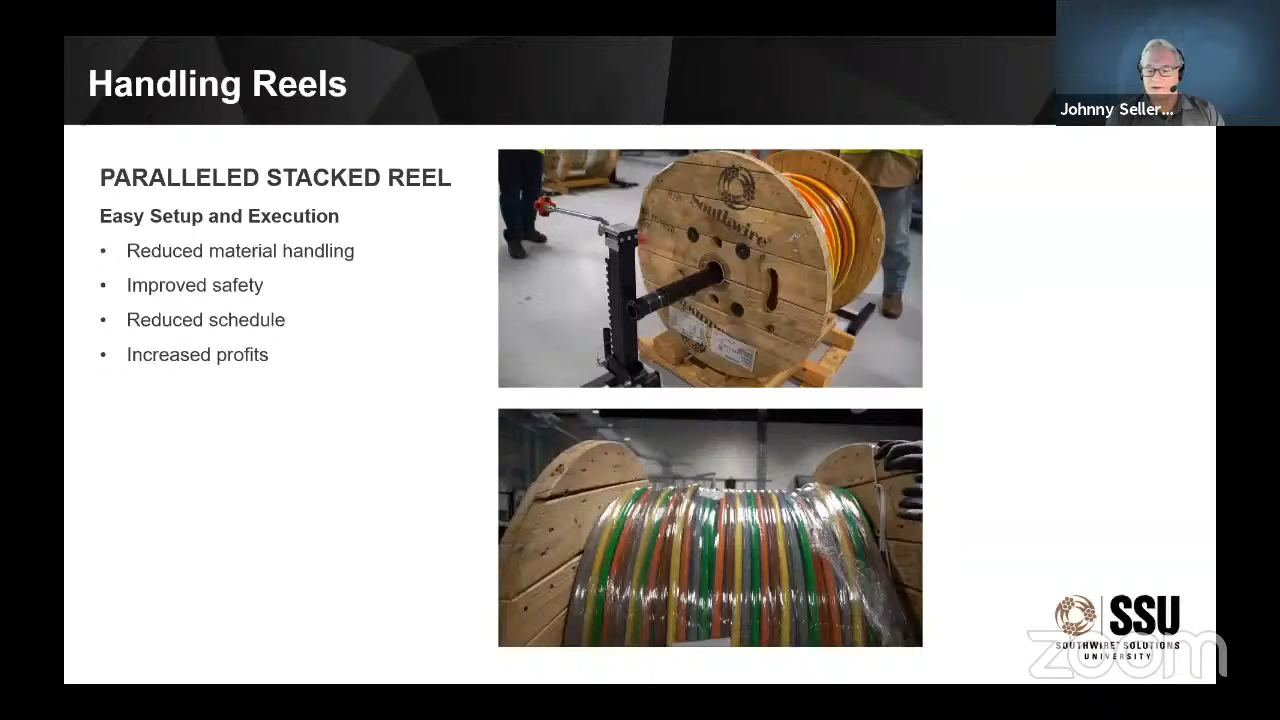 Handling Reels
Johnny Seller...
PARALLELED STACKED REEL
Easy Setup and Execution
• Reduced material handling
• Improved safety
• Reduced schedule
• Increased profits
Southwire
SSU
SOUTHWIRE SOLUTIONS
UNIVERSITY
zoom